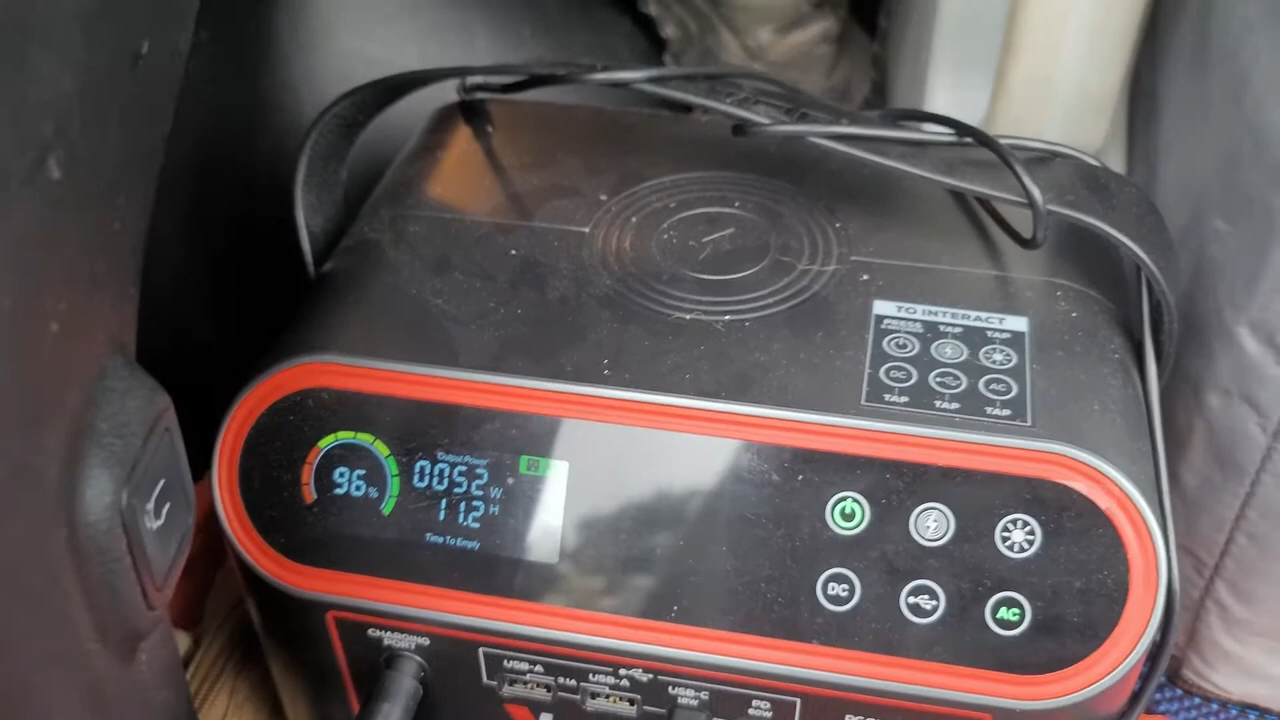 TO INTERACT
PRESS
TAP
TAP
DC
AC
TAP
TAP
TAP
Output Power
96%
0052 W
11.2 H
Time To Empty
DC
AC
CHARGING PORT
USB-A
3.1A
USB-A
USB-C
18W
PD
60W